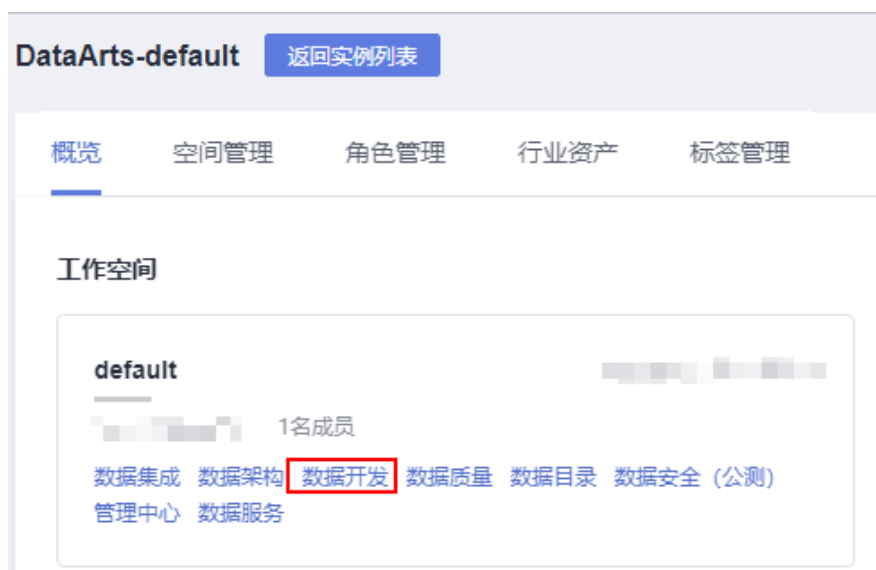 DataArts-default 返回实例列表
概览 空间管理 角色管理 行业资产 标签管理
工作空间
default
1名成员
数据集成 数据架构 数据开发 数据质量 数据目录 数据安全 (公测)
管理中心 数据服务